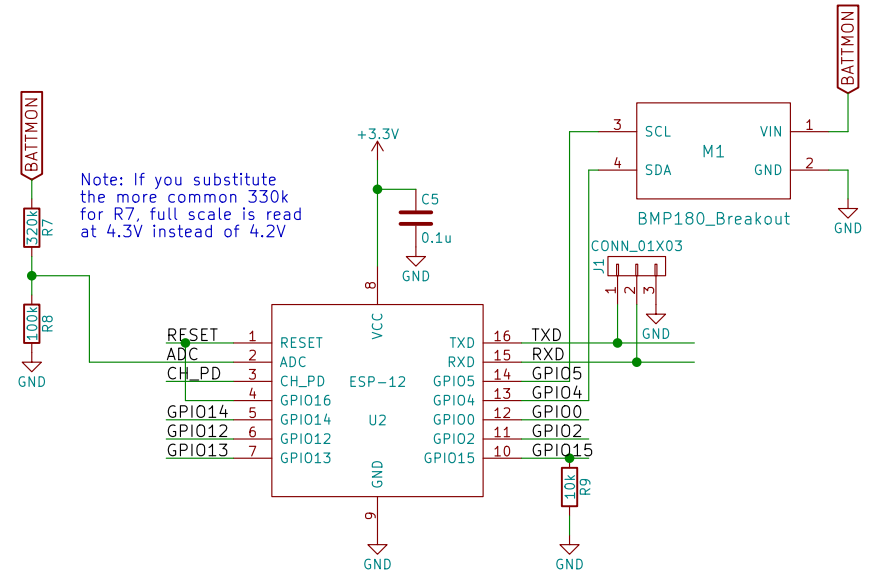 BATTMON
BATTMON
+3.3V
3
SCL
VIN
1
M1
4
SDA
GND
2
BMP180_Breakout
GND
Note: If you substitute
the more common 330k
for R7, full scale is read
at 4.3V instead of 4.2V
320k
R7
C5
0.1u
GND
CONN_01X03
J1
1
2
3
GND
100k
R8
GND
8
VCC
RESET
1
RESET
TXD
16
TXD
ADC
2
ADC
RXD
15
RXD
CH_PD
3
CH_PD
ESP-12
GPIO5
14
GPIO5
4
GPIO16
GPIO4
13
GPIO4
GPIO14
5
GPIO14
U2
GPIO0
12
GPIO0
GPIO12
6
GPIO12
GPIO2
11
GPIO2
GPIO13
7
GPIO13
GND
GPIO15
10
GPIO15
9
10k
R9
GND
GND